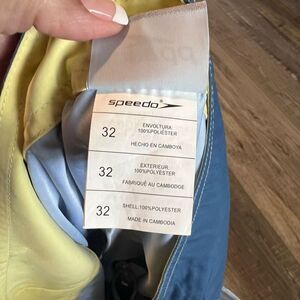 speedo
32
ENVOLTURA:
100%POLIÉSTER
HECHO EN CAMBOYA
32
EXTERIEUR:
100%POLYESTER
FABRIQUÉ AU CAMBODGE
32
SHELL:100%POLYESTER
MADE IN CAMBODIA